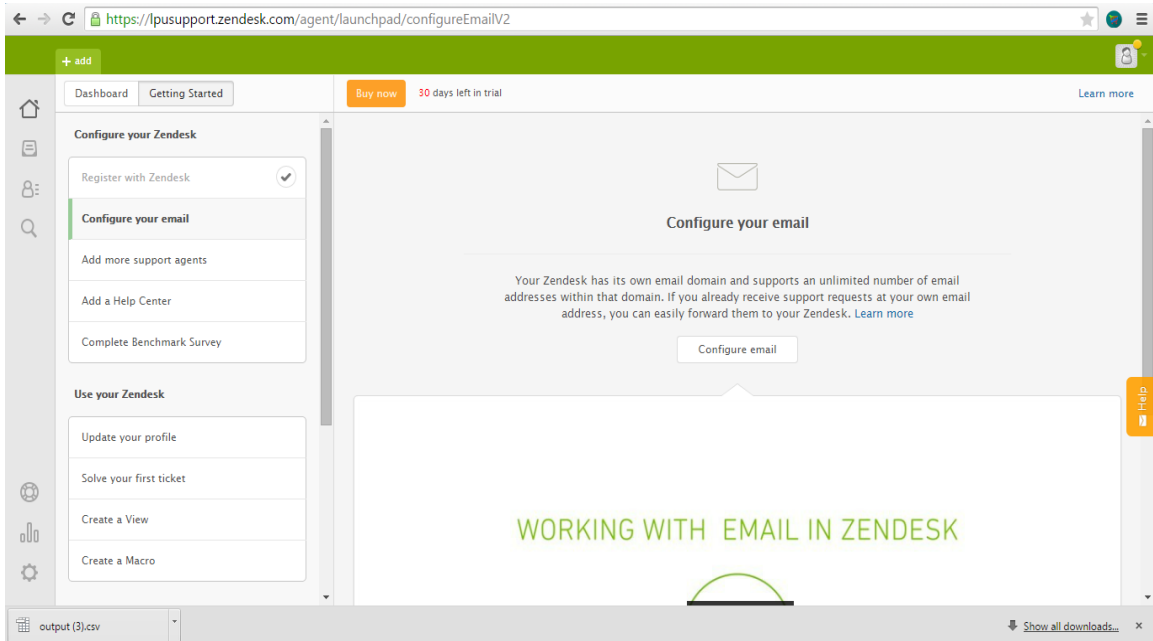 https://lpusupport.zendesk.com/agent/launchpad/configureEmailV2
+ add
Dashboard
Getting Started
Buy now
30 days left in trial
Learn more
Configure your Zendesk
Register with Zendesk
Configure your email
Add more support agents
Add a Help Center
Complete Benchmark Survey
Use your Zendesk
Update your profile
Solve your first ticket
Create a View
Create a Macro
Configure your email
Your Zendesk has its own email domain and supports an unlimited number of email
addresses within that domain. If you already receive support requests at your own email
address, you can easily forward them to your Zendesk. Learn more
Configure email
Help
WORKING WITH EMAIL IN ZENDESK
output (3).csv
Show all downloads...